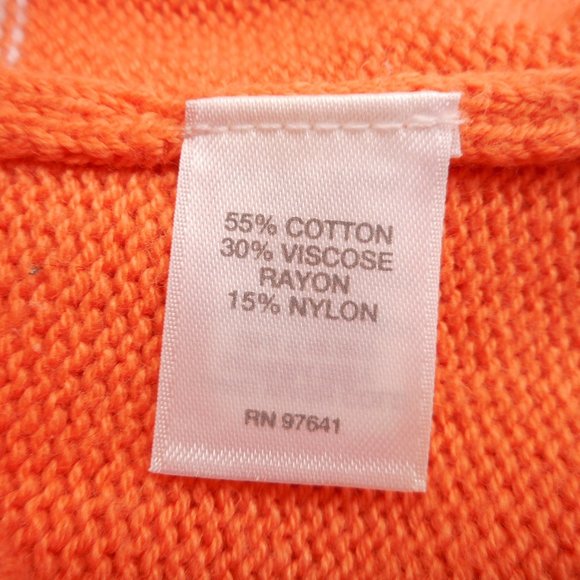 55% COTTON
30% VISCOSE
RAYON
15% NYLON
RN 97641